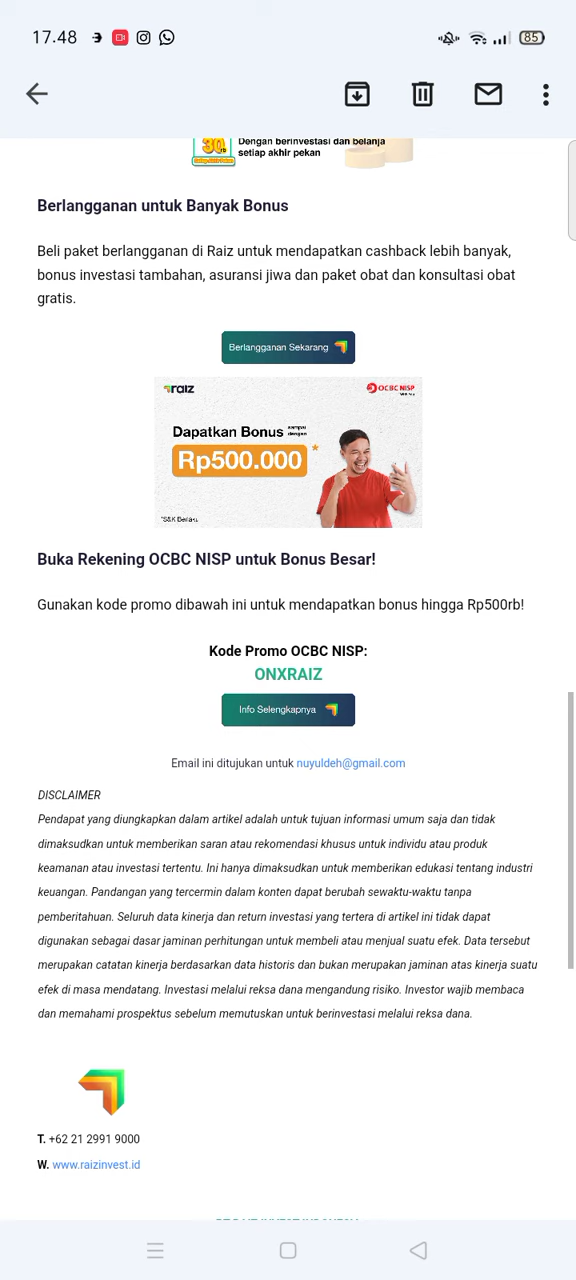 17.48
85
30
Dengan berinvestasi dan belanja
setiap akhir pekan
Berlangganan untuk Banyak Bonus
Beli paket berlangganan di Raiz untuk mendapatkan cashback lebih banyak,
bonus investasi tambahan, asuransi jiwa dan paket obat dan konsultasi obat
gratis.
Berlangganan Sekarang
raiz
OCBC NISP
Dapatkan Bonus sampai dengan
Rp500.000*
*S&K Berlaku
Buka Rekening OCBC NISP untuk Bonus Besar!
Gunakan kode promo dibawah ini untuk mendapatkan bonus hingga Rp500rb!
Kode Promo OCBC NISP:
ONXRAIZ
Info Selengkapnya
Email ini ditujukan untuk nuyuldeh@gmail.com
DISCLAIMER
Pendapat yang diungkapkan dalam artikel adalah untuk tujuan informasi umum saja dan tidak
dimaksudkan untuk memberikan saran atau rekomendasi khusus untuk individu atau produk
keamanan atau investasi tertentu. Ini hanya dimaksudkan untuk memberikan edukasi tentang industri
keuangan. Pandangan yang tercermin dalam konten dapat berubah sewaktu-waktu tanpa
pemberitahuan. Seluruh data kinerja dan return investasi yang tertera di artikel ini tidak dapat
digunakan sebagai dasar jaminan perhitungan untuk membeli atau menjual suatu efek. Data tersebut
merupakan catatan kinerja berdasarkan data historis dan bukan merupakan jaminan atas kinerja suatu
efek di masa mendatang. Investasi melalui reksa dana mengandung risiko. Investor wajib membaca
dan memahami prospektus sebelum memutuskan untuk berinvestasi melalui reksa dana.
T. +62 21 2991 9000
W. www.raizinvest.id